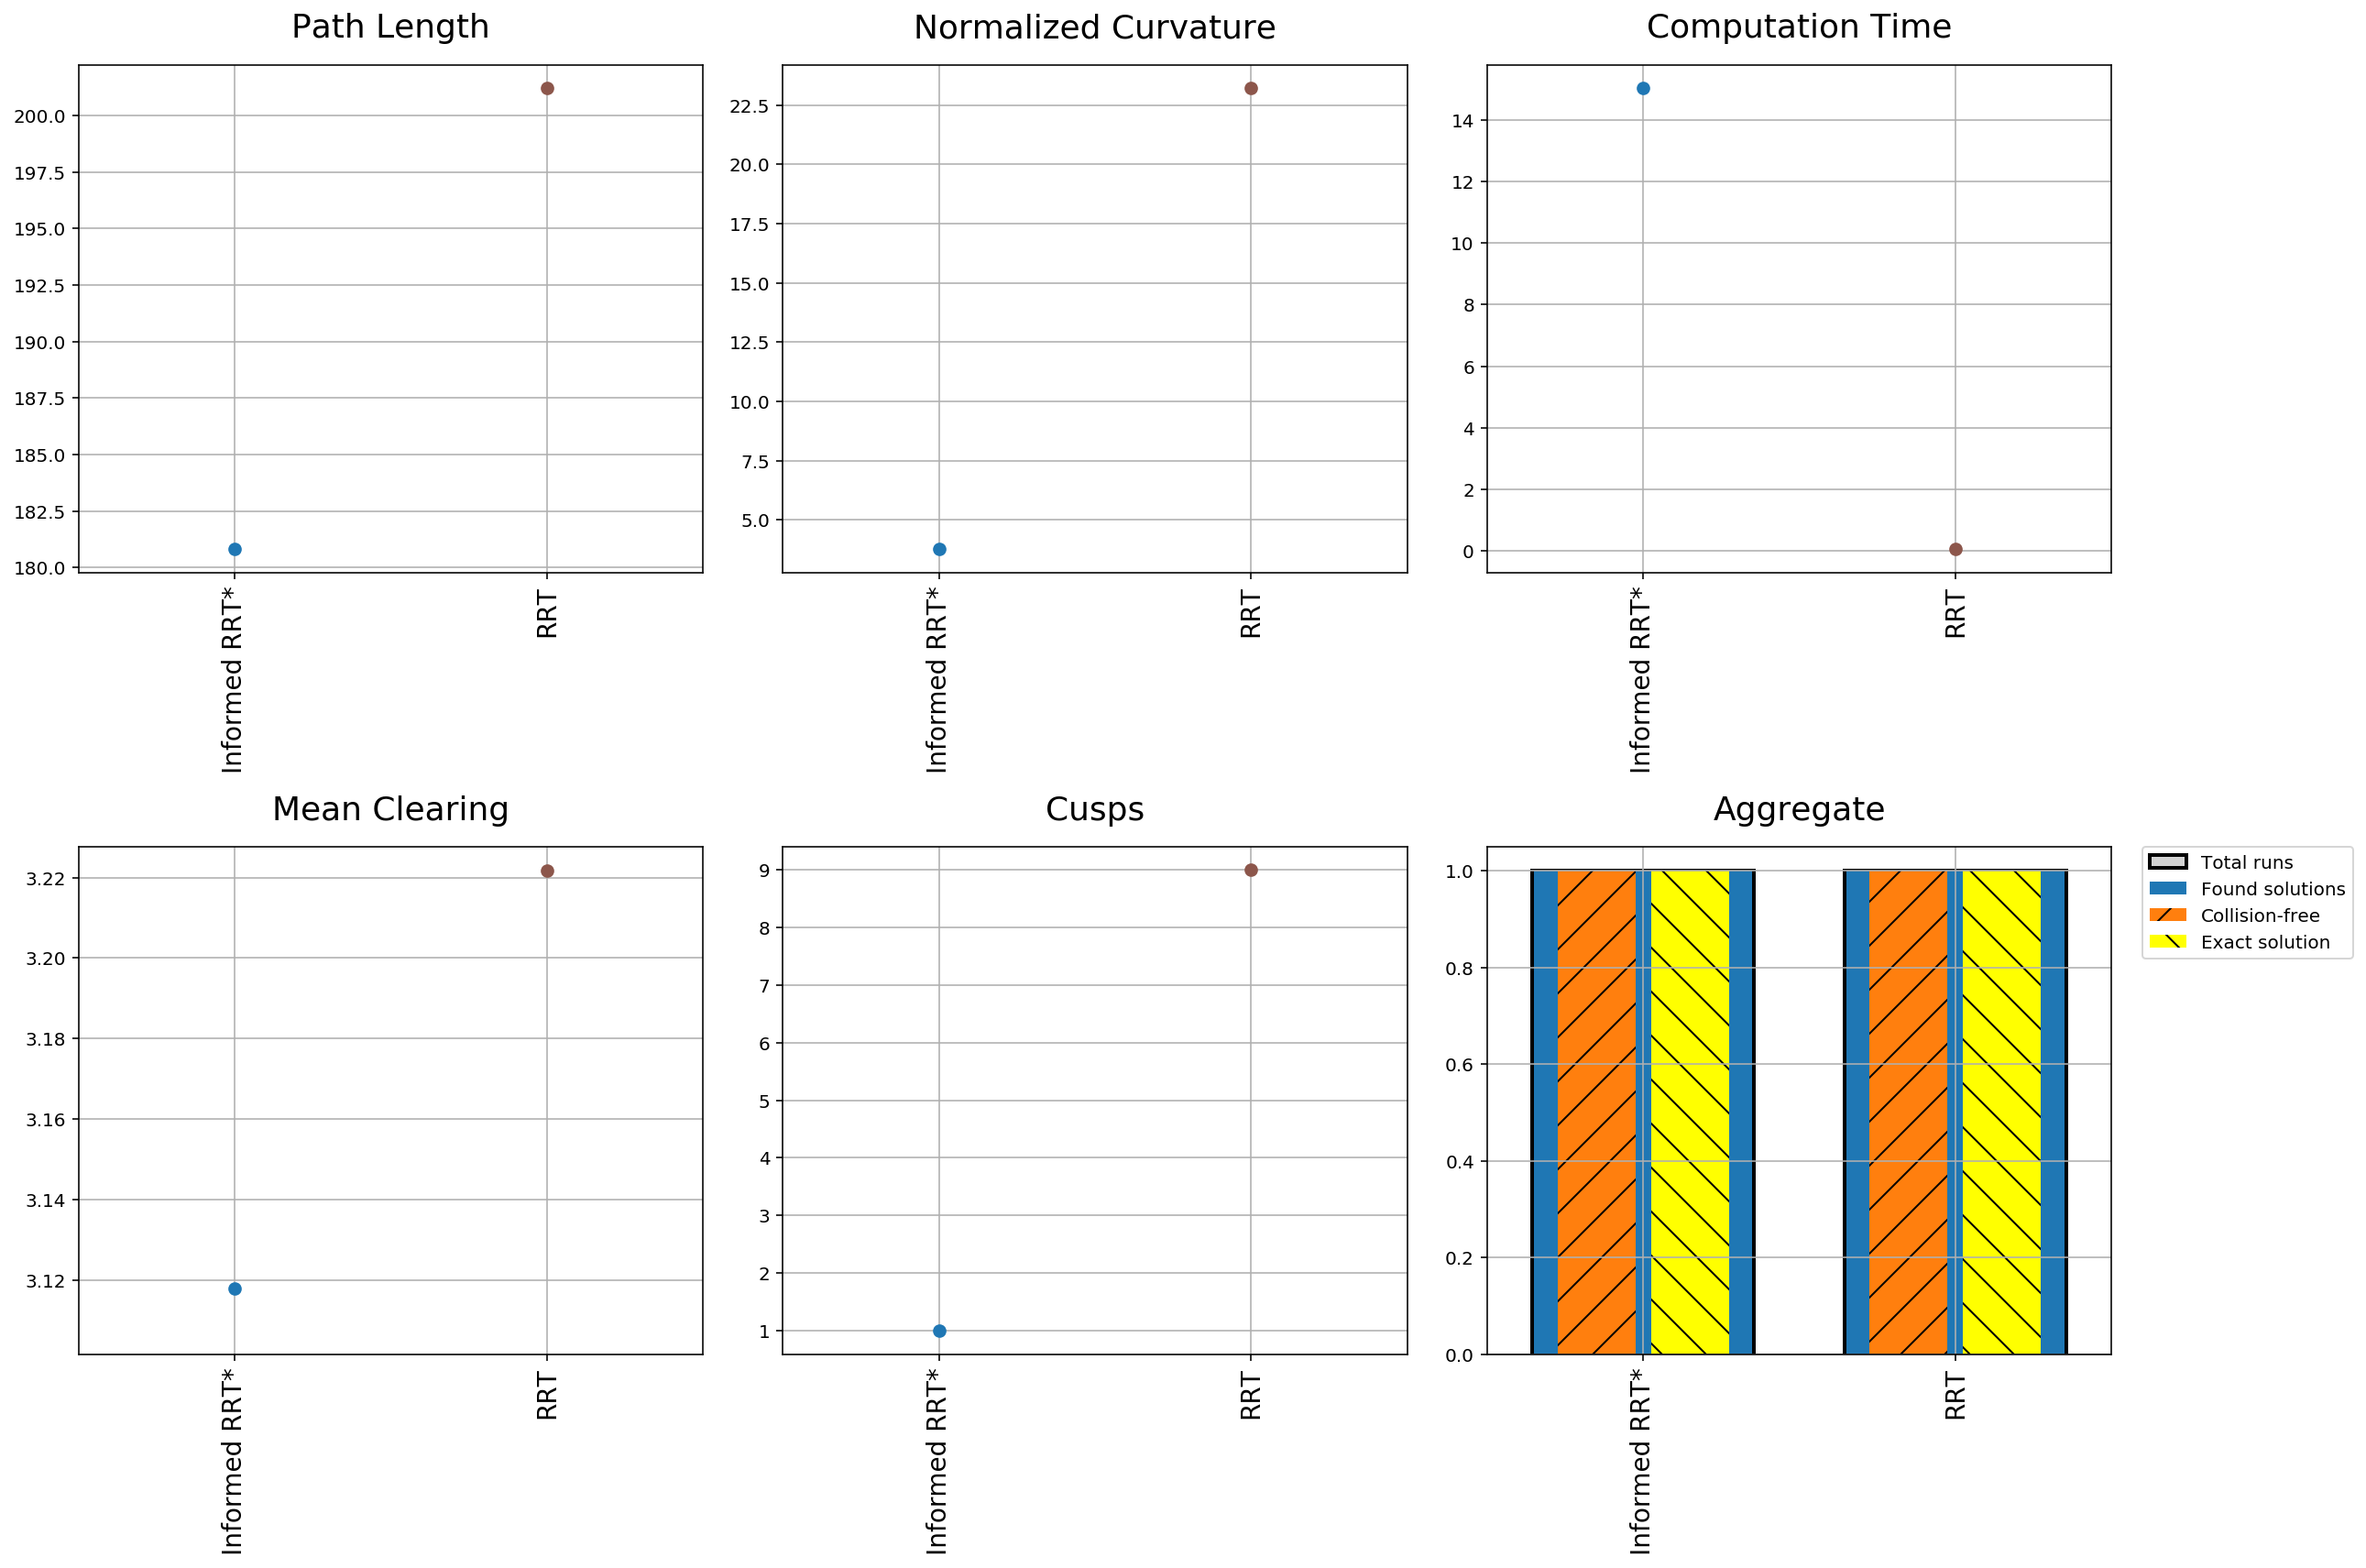 Path Length
Normalized Curvature
Computation Time
200.0
197.5
195.0
192.5
190.0
187.5
185.0
182.5
180.0
Informed RRT*
RRT
22.5
20.0
17.5
15.0
12.5
10.0
7.5
5.0
Informed RRT*
RRT
14
12
10
8
6
4
2
0
Informed RRT*
RRT
Mean Clearing
Cusps
Aggregate
3.22
3.20
3.18
3.16
3.14
3.12
Informed RRT*
RRT
9
8
7
6
5
4
3
2
1
Informed RRT*
RRT
1.0
0.8
0.6
0.4
0.2
0.0
Informed RRT*
RRT
Total runs
Found solutions
Collision-free
Exact solution